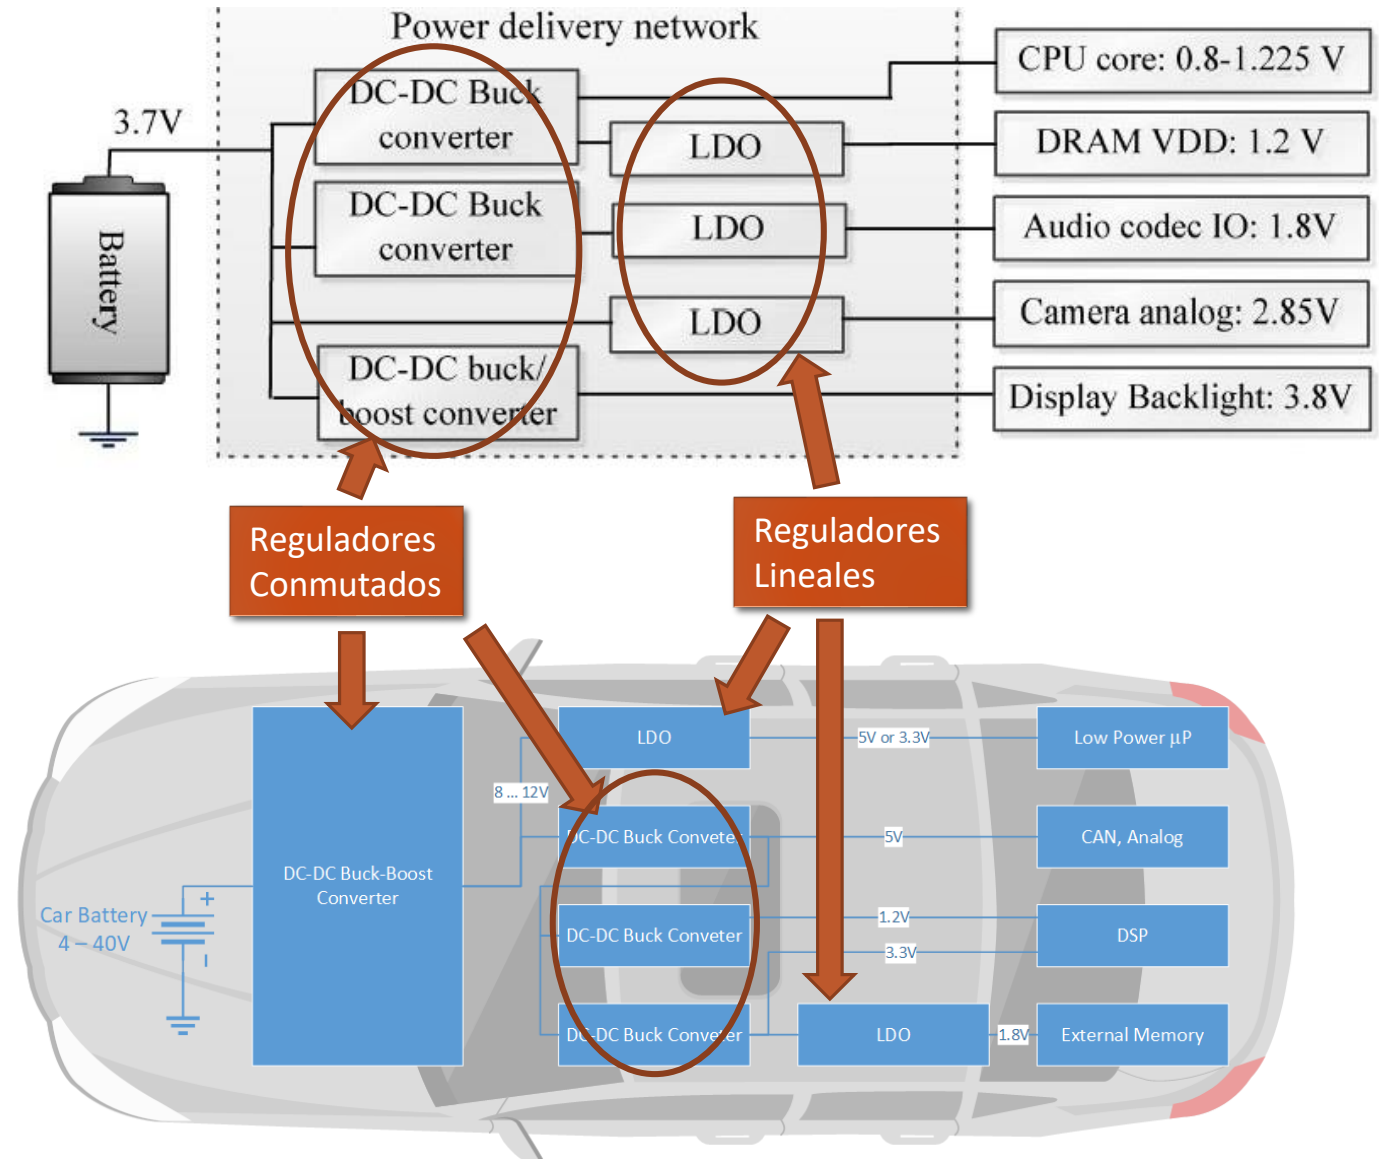 Power delivery network
3.7V
Battery
DC-DC Buck
converter
DC-DC Buck
converter
DC-DC buck/
boost converter
LDO
LDO
LDO
CPU core: 0.8-1.225 V
DRAM VDD: 1.2 V
Audio codec IO: 1.8V
Camera analog: 2.85V
Display Backlight: 3.8V
Reguladores
Conmutados
Reguladores
Lineales
Car Battery
4 – 40V
+
–
DC-DC Buck-Boost
Converter
8 ... 12V
LDO
DC-DC Buck Conveter
DC-DC Buck Conveter
DC-DC Buck Conveter
LDO
5V or 3.3V
5V
1.2V
3.3V
1.8V
Low Power µP
CAN, Analog
DSP
External Memory